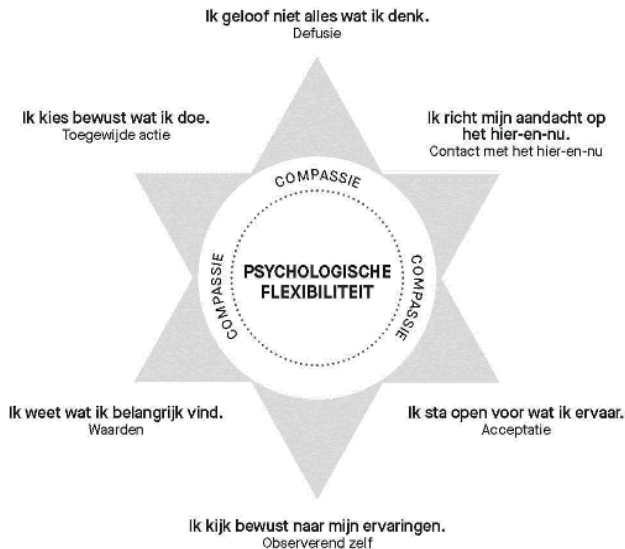 Ik geloof niet alles wat ik denk.
Defusie
Ik kies bewust wat ik doe.
Toegewijde actie
Ik richt mijn aandacht op
het hier-en-nu.
Contact met het hier-en-nu
COMPASSIE
COMPASSIE
COMPASSIE
PSYCHOLOGISCHE
FLEXIBILITEIT
Ik weet wat ik belangrijk vind.
Waarden
Ik sta open voor wat ik ervaar.
Acceptatie
Ik kijk bewust naar mijn ervaringen.
Observerend zelf